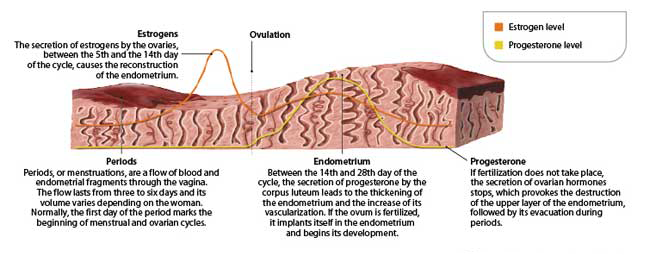 Estrogens
The secretion of estrogens by the ovaries,
between the 5th and the 14th day
of the cycle, causes the reconstruction
of the endometrium.
Ovulation
Estrogen level
Progesterone level
Periods
Periods, or menstruations, are a flow of blood and
endometrial fragments through the vagina.
The flow lasts from three to six days and its
volume varies depending on the woman.
Normally, the first day of the period marks the
beginning of menstrual and ovarian cycles.
Endometrium
Between the 14th and 28th day of the
cycle, the secretion of progesterone by the
corpus luteum leads to the thickening of
the endometrium and the increase of its
vascularization. If the ovum is fertilized,
it implants itself in the endometrium
and begins its development.
Progesterone
If fertilization does not take place,
the secretion of ovarian hormones
stops, which provokes the destruction
of the upper layer of the endometrium,
followed by its evacuation during
periods.